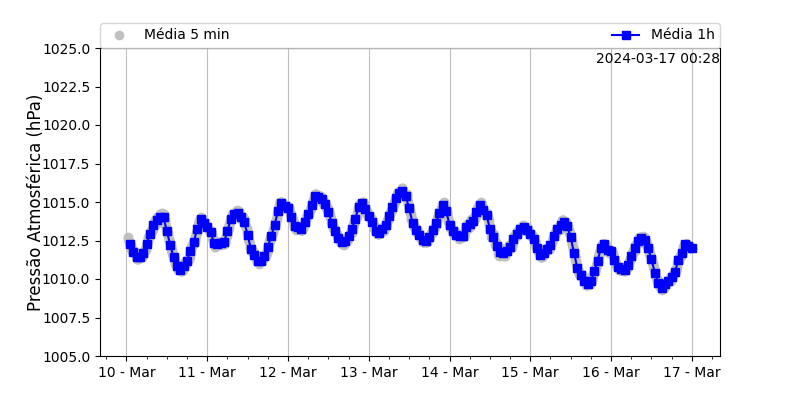 Média 5 min
Média 1h
2024-03-17 00:28
Pressão Atmosférica (hPa)
1025.0
1022.5
1020.0
1017.5
1015.0
1012.5
1010.0
1007.5
1005.0
10 - Mar
11 - Mar
12 - Mar
13 - Mar
14 - Mar
15 - Mar
16 - Mar
17 - Mar